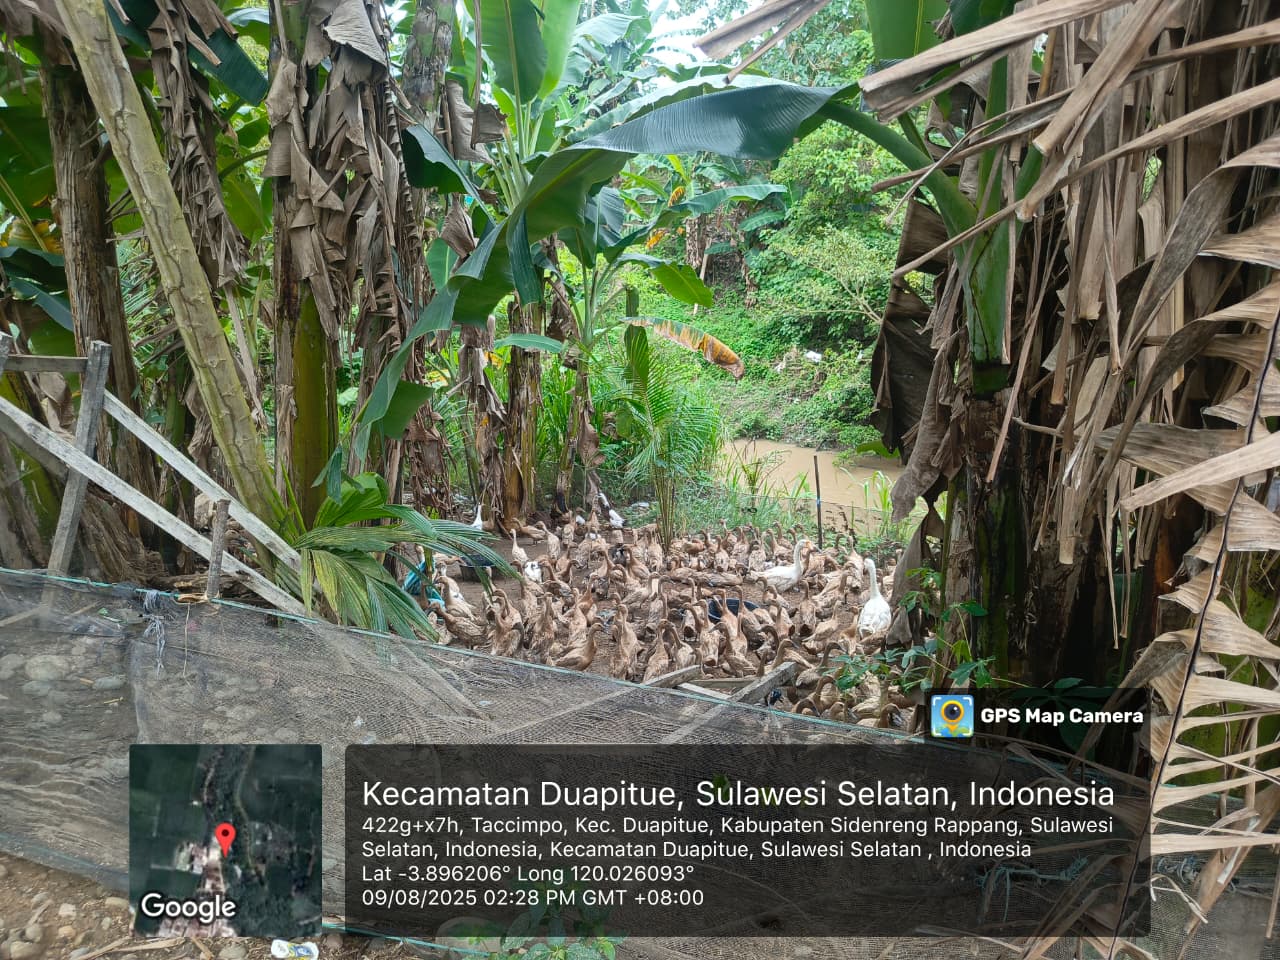 GPS Map Camera
Kecamatan Duapitue, Sulawesi Selatan, Indonesia
422g+x7h, Taccimpo, Kec. Duapitue, Kabupaten Sidenreng Rappang, Sulawesi
Selatan, Indonesia, Kecamatan Duapitue, Sulawesi Selatan , Indonesia
Lat -3.896206° Long 120.026093°
09/08/2025 02:28 PM GMT +08:00
Google